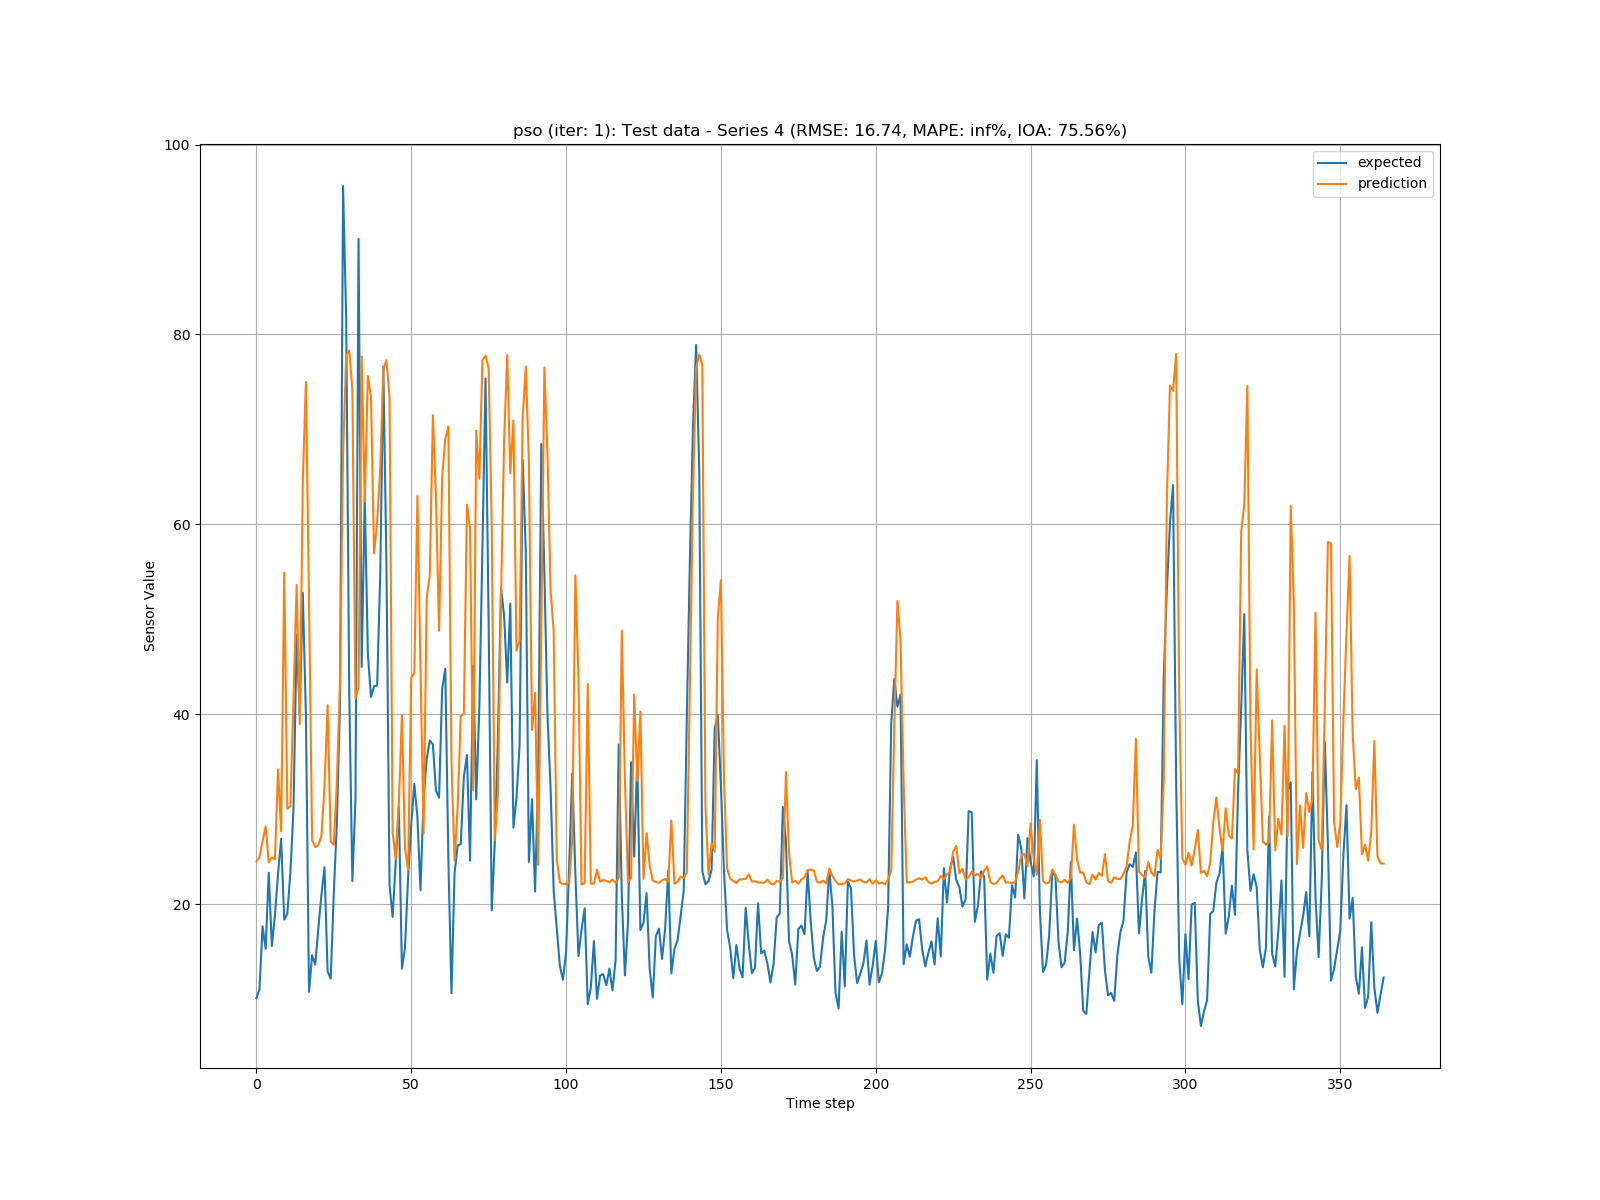 pso (iter: 1): Test data - Series 4 (RMSE: 16.74, MAPE: inf%, IOA: 75.56%)
100
80
60
40
20
Sensor Value
expected
prediction
0 50 100 150 200 250 300 350
Time step